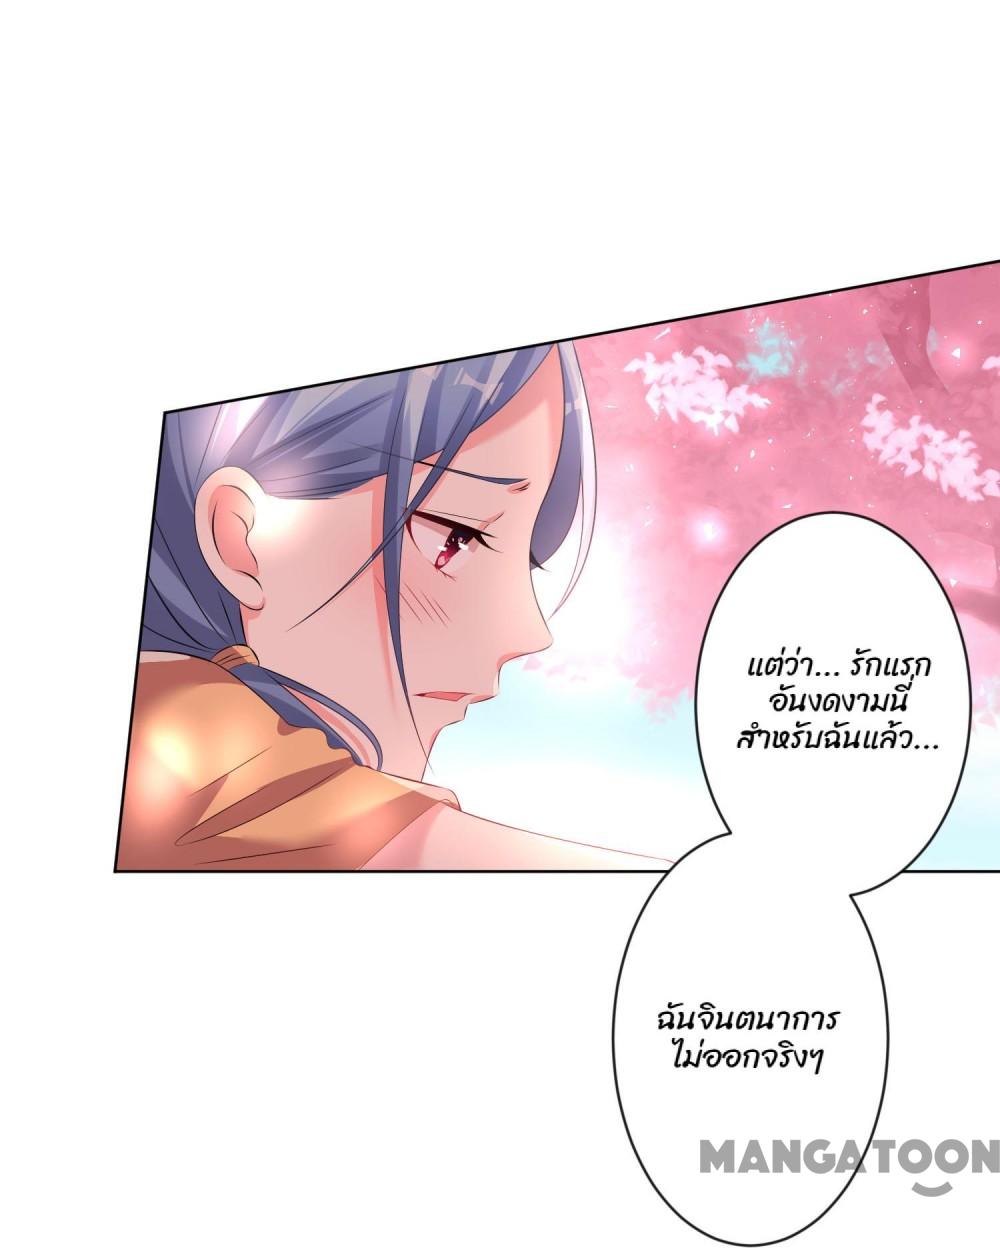 แต่ว่า... รักแรก
อันงดงามนี่
สำหรับฉันแล้ว...
ฉันจินตนาการ
ไม่ออกจริงๆ
MANGATOON